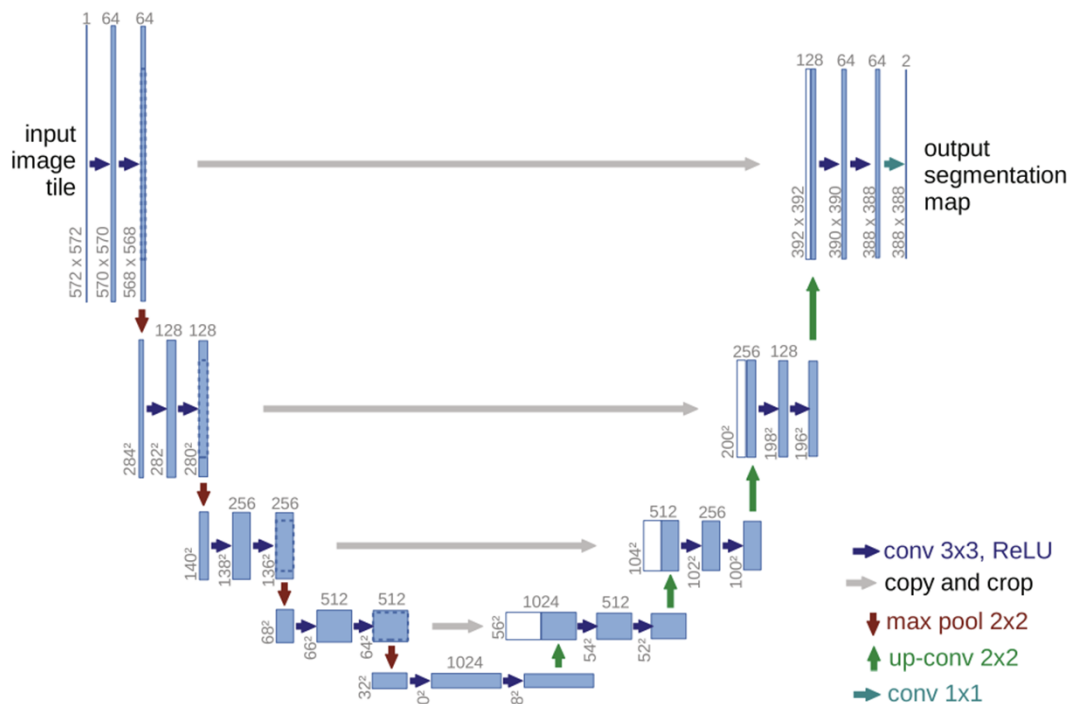 1 64 64
input
image
tile
572 x 572
570 x 570
568 x 568
128 64 64 2
output
segmentation
map
392 x 392
390 x 390
388 x 388
388 x 388
128 128
284²
282²
280²
256 128
200²
198²
196²
256 256
140²
138²
136²
512 256
104²
102²
100²
512 512
68²
66²
64²
1024 512
56²
54²
52²
1024
32²
0²
8²
conv 3x3, ReLU
copy and crop
max pool 2x2
up-conv 2x2
conv 1x1